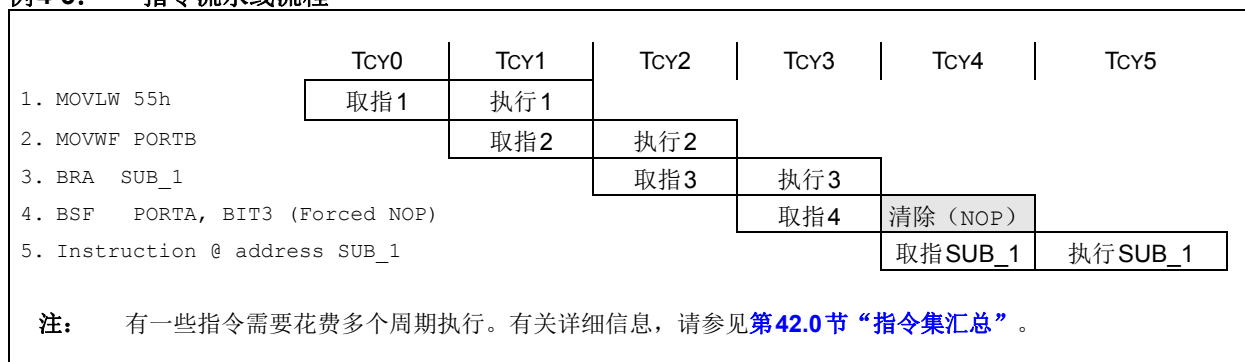 例4-3： 指令流水线流程
TCY0 TCY1 TCY2 TCY3 TCY4 TCY5
1. MOVLW 55h 取指1 执行1
2. MOVWF PORTB 取指2 执行2
3. BRA SUB_1 取指3 执行3
4. BSF PORTA, BIT3 (Forced NOP) 取指4 清除（NOP）
5. Instruction @ address SUB_1 取指SUB_1 执行SUB_1
注： 有一些指令需要花费多个周期执行。有关详细信息，请参见第42.0节“指令集汇总”。